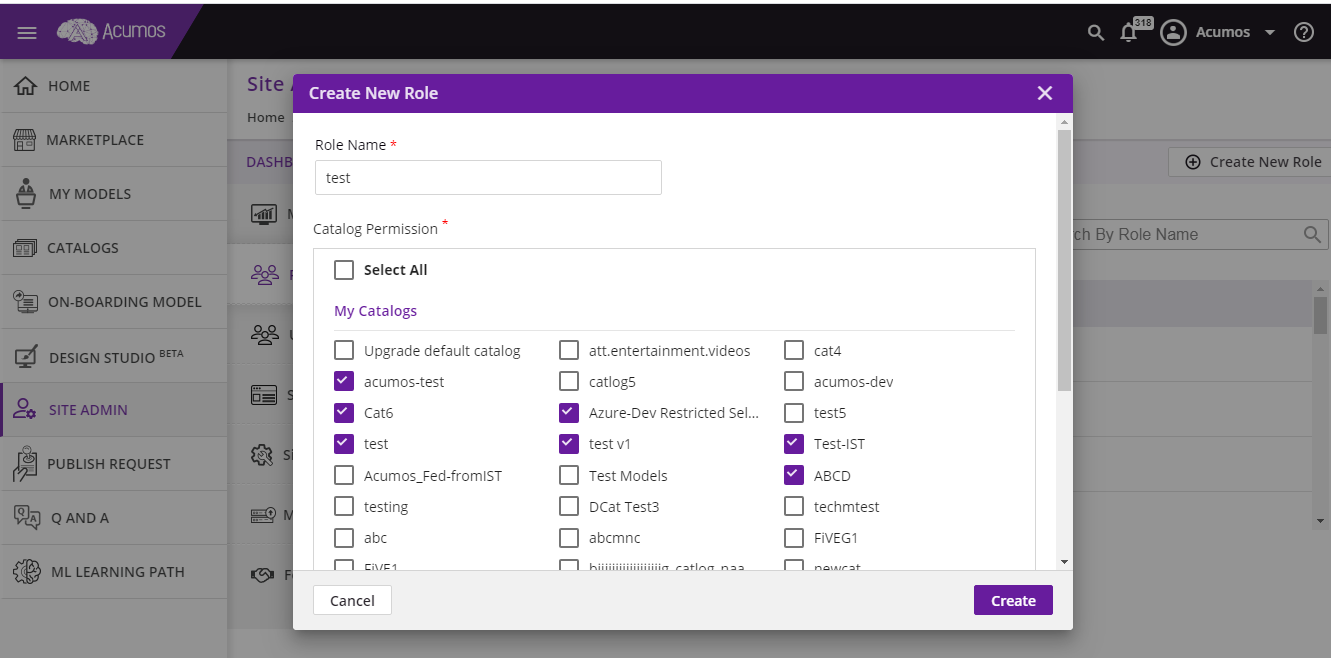 Acumos
318
Acumos
HOME
MARKETPLACE
MY MODELS
CATALOGS
ON-BOARDING MODEL
DESIGN STUDIO BETA
SITE ADMIN
PUBLISH REQUEST
Q AND A
ML LEARNING PATH
Site
Home
DASHB
Create New Role
ch By Role Name
Create New Role
Role Name *
test
Catalog Permission *
Select All
My Catalogs
Upgrade default catalog att.entertainment.videos cat4
acumos-test catlog5 acumos-dev
Cat6 Azure-Dev Restricted Sel... test5
test test v1 Test-IST
Acumos_Fed-fromIST Test Models ABCD
testing DCat Test3 techmtest
abc abcmnc FiVEG1
FiVE1 newcat
Cancel Create